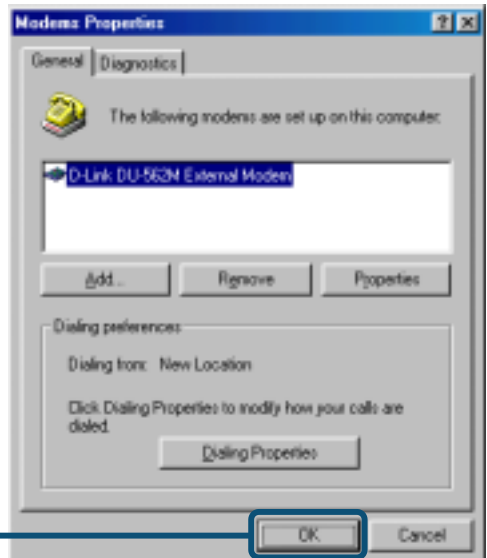 Modems Properties
General Diagnostics
The following modems are set up on this computer:
D-Link DU-562M External Modem
Add... Remove Properties
Dialing preferences
Dialing from: New Location
Click Dialing Properties to modify how your calls are
dialed.
Dialing Properties
OK Cancel